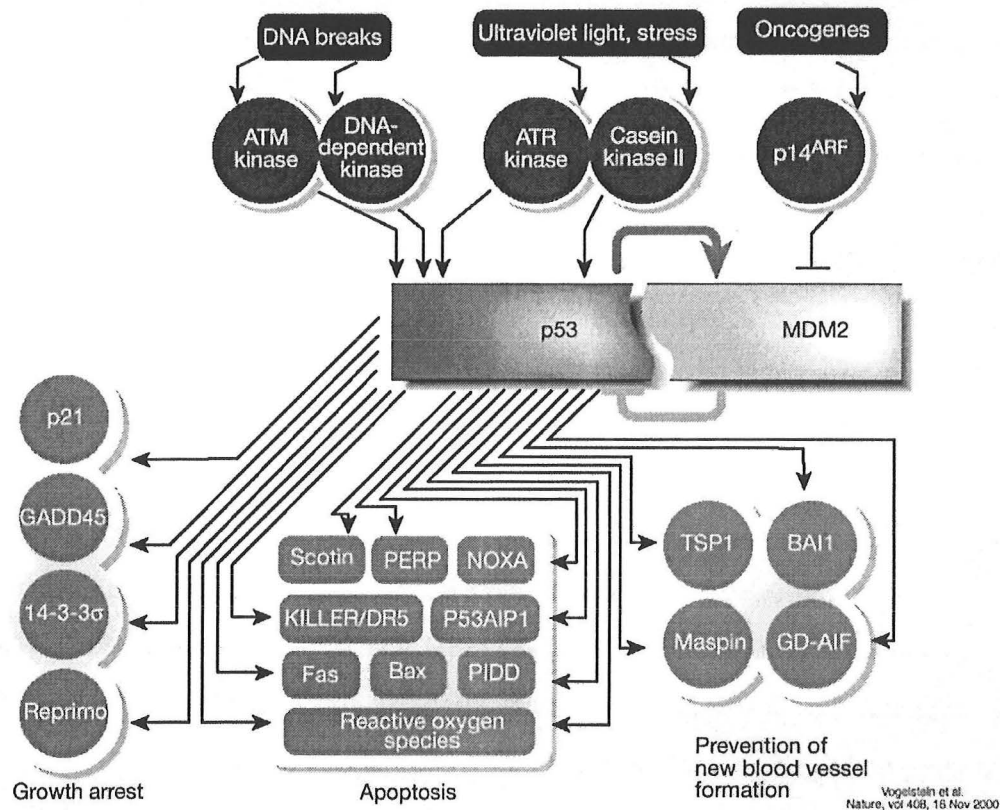 DNA breaks
Ultraviolet light, stress
Oncogenes
ATM
kinase
DNA-
dependent
kinase
ATR
kinase
Casein
kinase II
p14ARF
p53
MDM2
p21
GADD45
14-3-3σ
Reprimo
Growth arrest
Scotin
PERP
NOXA
KILLER/DR5
P53AIP1
Fas
Bax
PIDD
Reactive oxygen
species
Apoptosis
TSP1
BAI1
Maspin
GD-AIF
Prevention of
new blood vessel
formation
Vogelstein et al.
Nature, vol 408, 16 Nov 2000